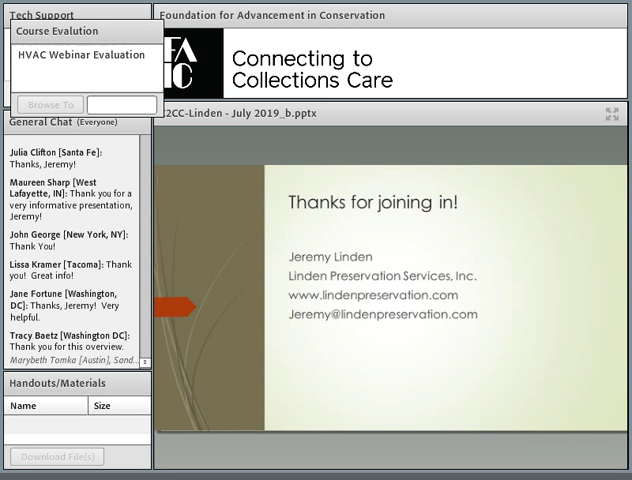 Tech Support
Foundation for Advancement in Conservation
Course Evalution
HVAC Webinar Evaluation
Browse To
FA
IC
Connecting to
Collections Care
General Chat (Everyone)
C2CC-Linden - July 2019_b.pptx
Julia Clifton [Santa Fe]:
Thanks, Jeremy!
Maureen Sharp [West
Lafayette, IN]: Thank you for a
very informative presentation,
Jeremy!
John George [New York, NY]:
Thank You!
Lissa Kramer [Tacoma]: Thank
you! Great info!
Jane Fortune [Washington,
DC]: Thanks, Jeremy! Very
helpful.
Tracy Baetz [Washington DC]:
Thank you for this overview.
Marybeth Tomka [Austin], Sand...
Thanks for joining in!
Jeremy Linden
Linden Preservation Services, Inc.
www.lindenpreservation.com
Jeremy@lindenpreservation.com
Handouts/Materials
Name Size
Download File(s)